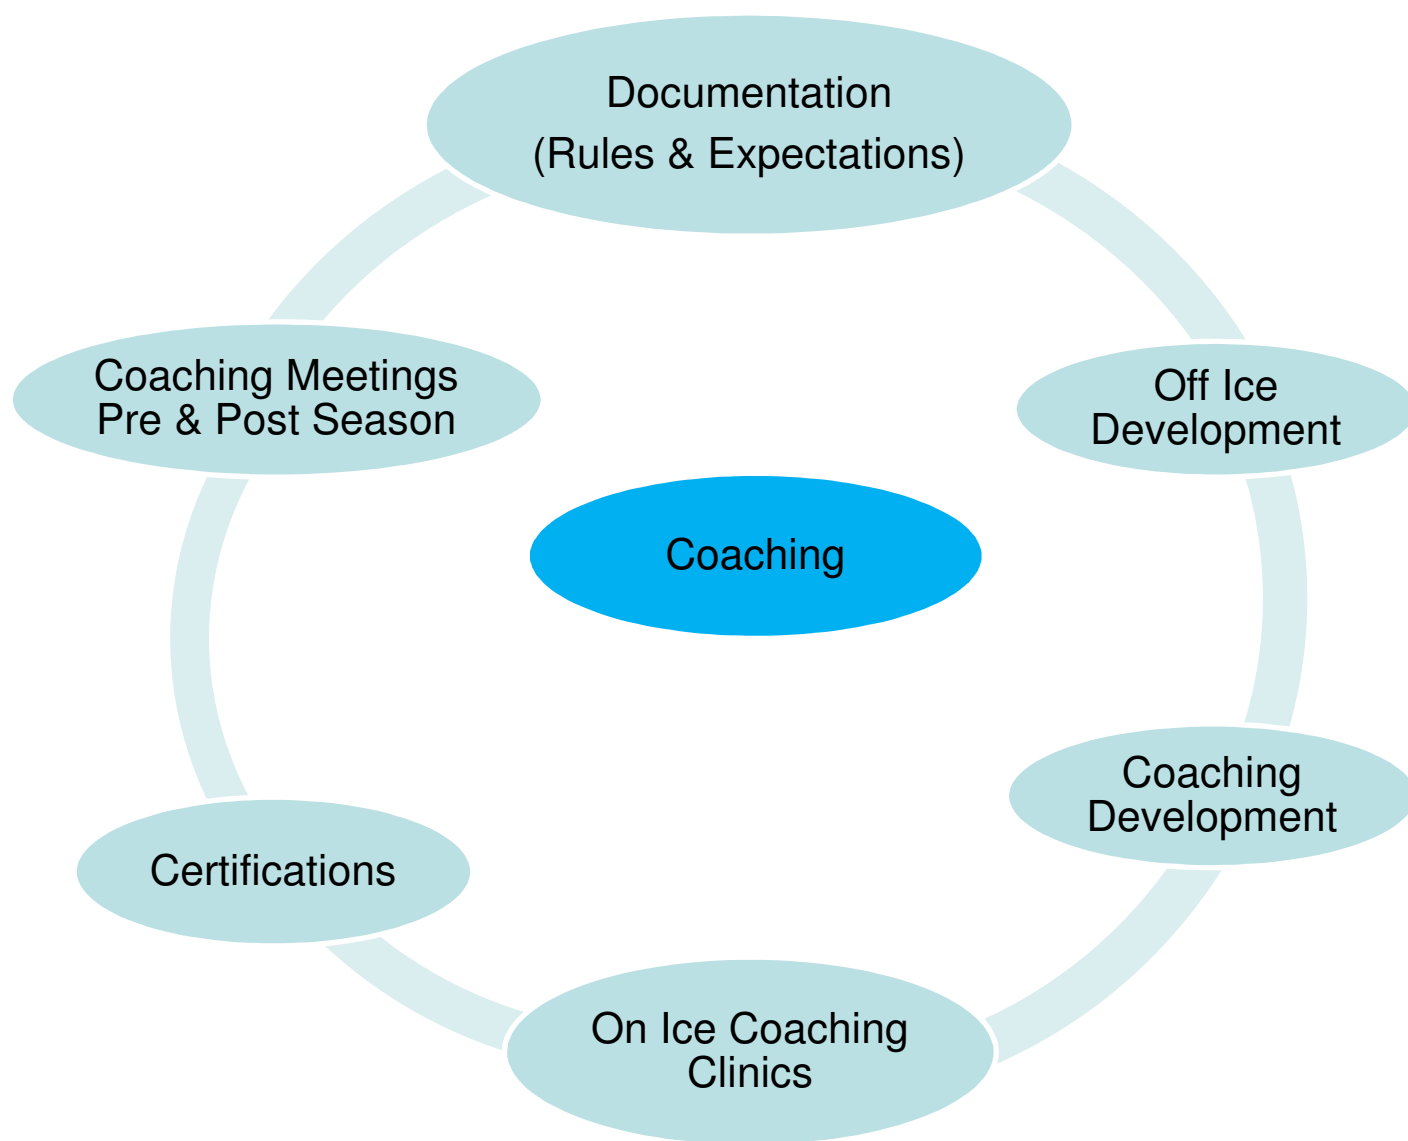 Documentation
(Rules & Expectations)
Coaching Meetings
Pre & Post Season
Off Ice
Development
Coaching
Coaching
Development
Certifications
On Ice Coaching
Clinics